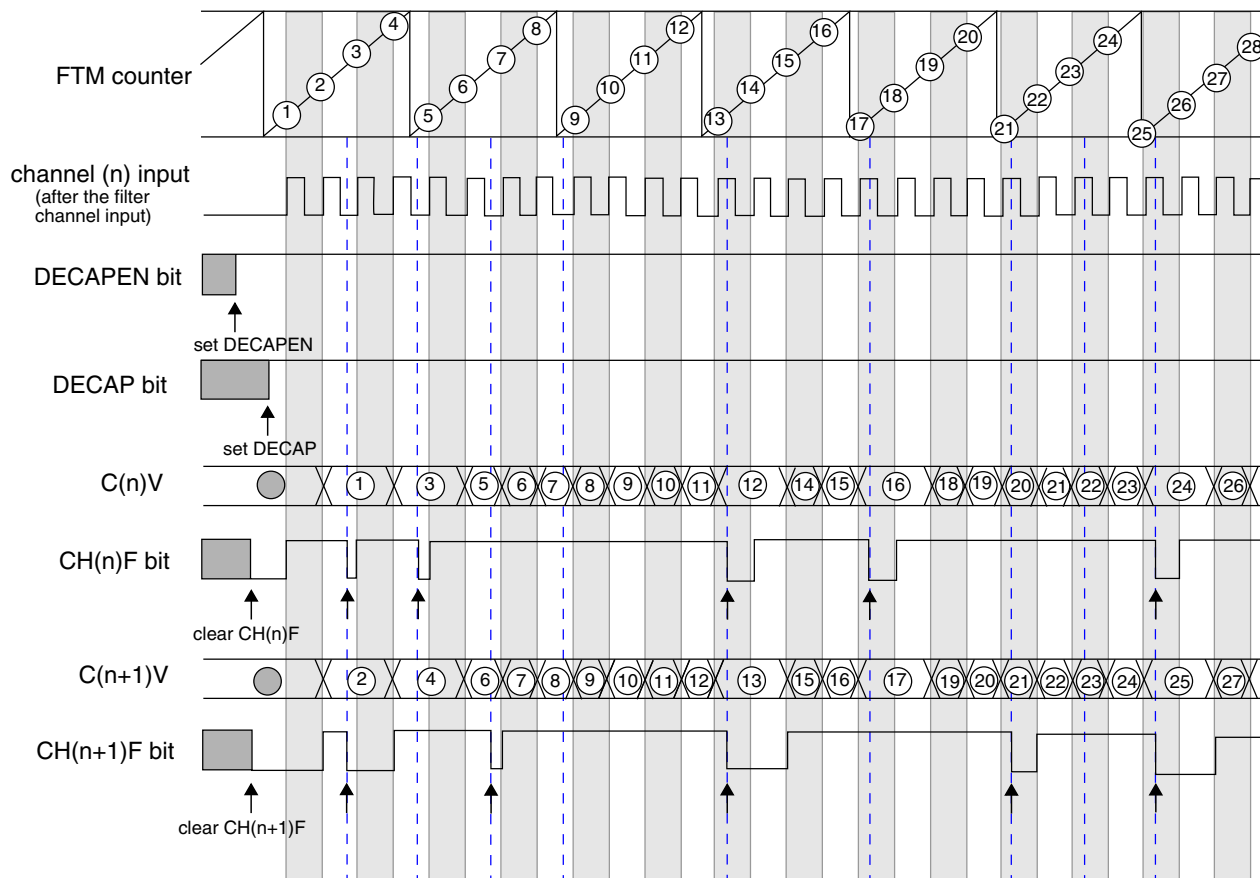 4 8 12 16 20 24 28
3 7 11 15 19 23 27
2 6 10 14 18 22 26
1 5 9 13 17 21 25
FTM counter
channel (n) input
(after the filter
channel input)
DECAPEN bit
set DECAPEN
DECAP bit
set DECAP
C(n)V 1 3 5 6 7 8 9 10 11 12 14 15 16 18 19 20 21 22 23 24 26
CH(n)F bit
clear CH(n)F
C(n+1)V 2 4 6 7 8 9 10 11 12 13 15 16 17 19 20 21 22 23 24 25 27
CH(n+1)F bit
clear CH(n+1)F